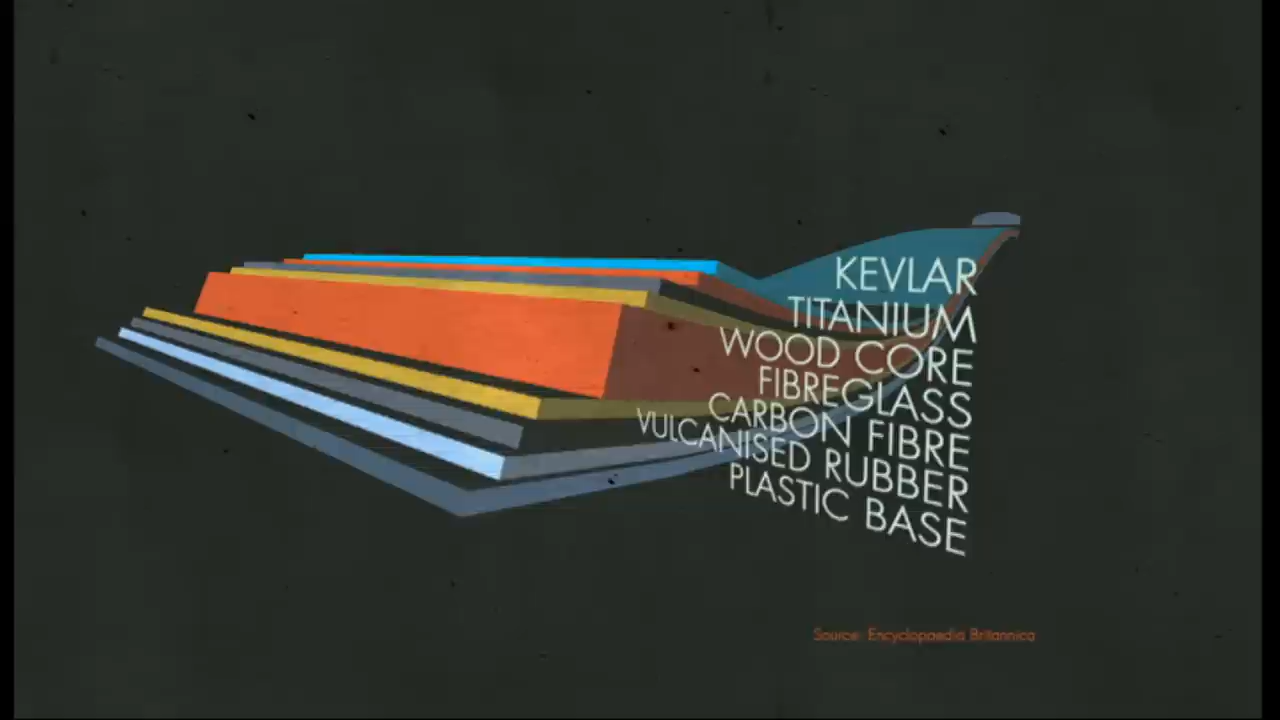 KEVLAR
TITANIUM
WOOD CORE
FIBREGLASS
CARBON FIBRE
VULCANISED RUBBER
PLASTIC BASE
Source: Encyclopaedia Britannica